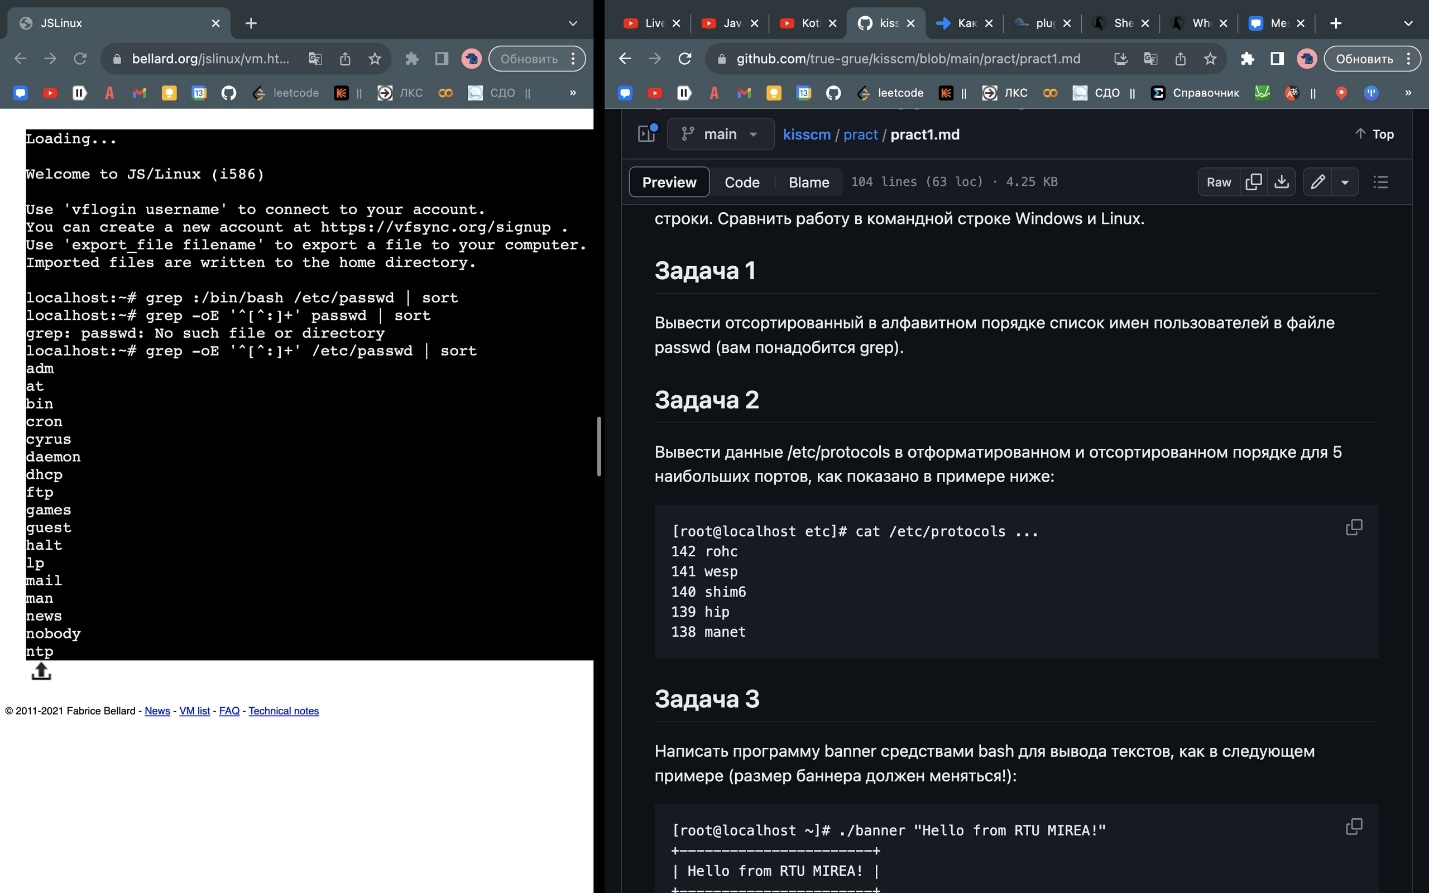 JSLinux
Live
Jav
Kot
kiss
Как
plug
She
Wh
Me
bellard.org/jslinux/vm.ht...
Обновить
github.com/true-grue/kisscm/blob/main/pract/pract1.md
Обновить
leetcode
ЛКС
СДО
leetcode
ЛКС
СДО
Справочник
Loading...
Welcome to JS/Linux (i586)
Use 'vflogin username' to connect to your account.
You can create a new account at https://vfsync.org/signup .
Use 'export_file filename' to export a file to your computer.
Imported files are written to the home directory.
localhost:~# grep :/bin/bash /etc/passwd | sort
localhost:~# grep -oE '^[^:]+' passwd | sort
grep: passwd: No such file or directory
localhost:~# grep -oE '^[^:]+' /etc/passwd | sort
adm
at
bin
cron
cyrus
daemon
dhcp
ftp
games
guest
halt
lp
mail
man
news
nobody
ntp
© 2011-2021 Fabrice Bellard - News - VM list - FAQ - Technical notes
main
kisscm / pract / pract1.md
Top
Preview
Code
Blame
104 lines (63 loc) · 4.25 KB
Raw
строки. Сравнить работу в командной строке Windows и Linux.
Задача 1
Вывести отсортированный в алфавитном порядке список имен пользователей в файле
passwd (вам понадобится grep).
Задача 2
Вывести данные /etc/protocols в отформатированном и отсортированном порядке для 5
наибольших портов, как показано в примере ниже:
[root@localhost etc]# cat /etc/protocols ...
142 rohc
141 wesp
140 shim6
139 hip
138 manet
Задача 3
Написать программу banner средствами bash для вывода текстов, как в следующем
примере (размер баннера должен меняться!):
[root@localhost ~]# ./banner "Hello from RTU MIREA!"
+-----------------------+
| Hello from RTU MIREA! |
+-----------------------+